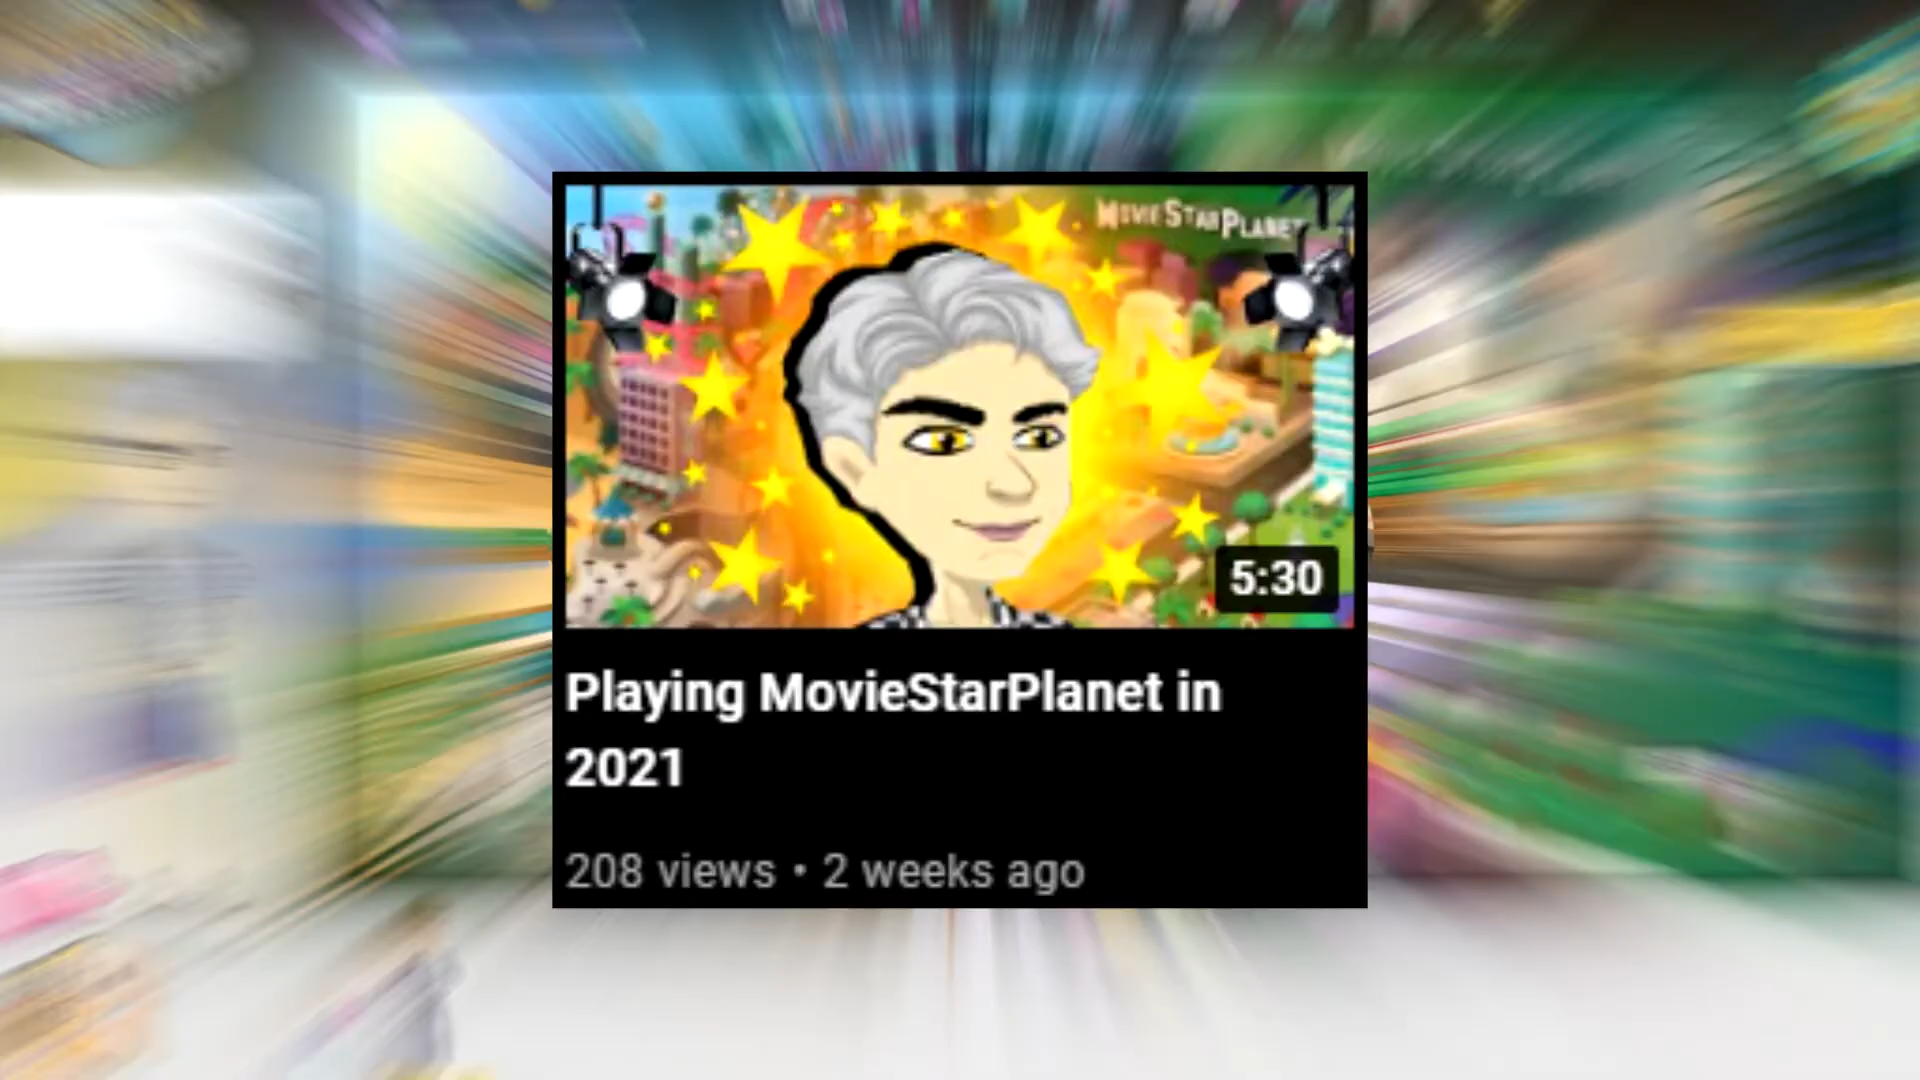 MOVIESTARPLANET
5:30
Playing MovieStarPlanet in
2021
208 views • 2 weeks ago